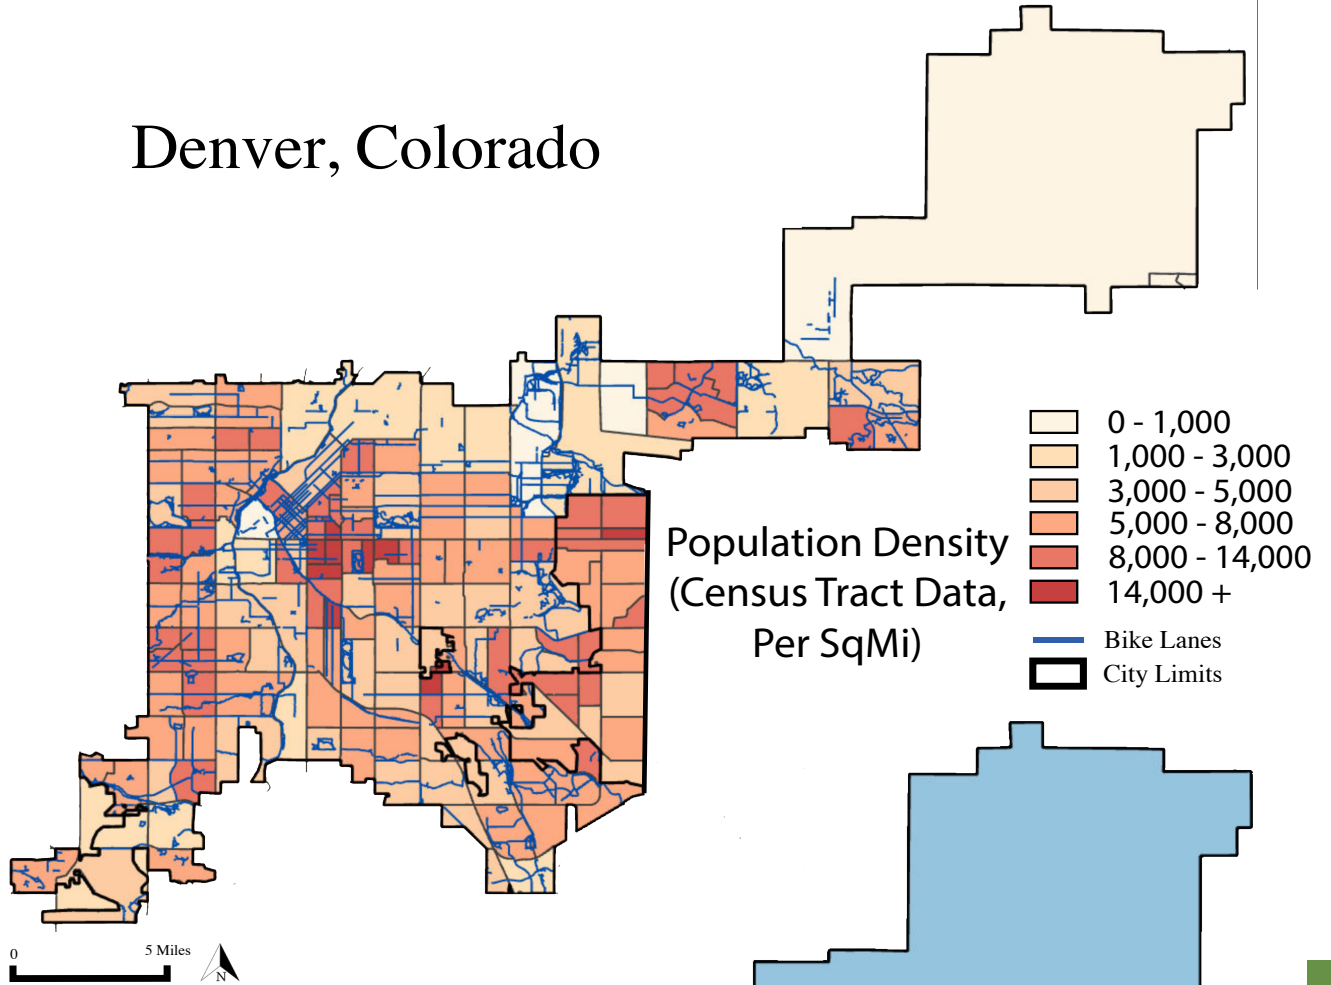 Denver, Colorado
0 - 1,000
1,000 - 3,000
3,000 - 5,000
5,000 - 8,000
8,000 - 14,000
14,000 +
Population Density
(Census Tract Data,
Per SqMi)
Bike Lanes
City Limits
0
5 Miles
N